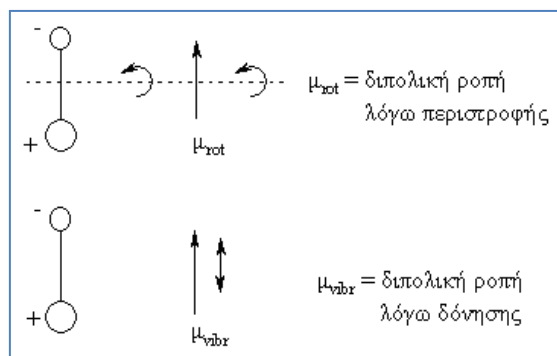 -
+
μrot
μrot = διπολική ροπή
λόγω περιστροφής
-
+
μvibr
μvibr = διπολική ροπή
λόγω δόνησης